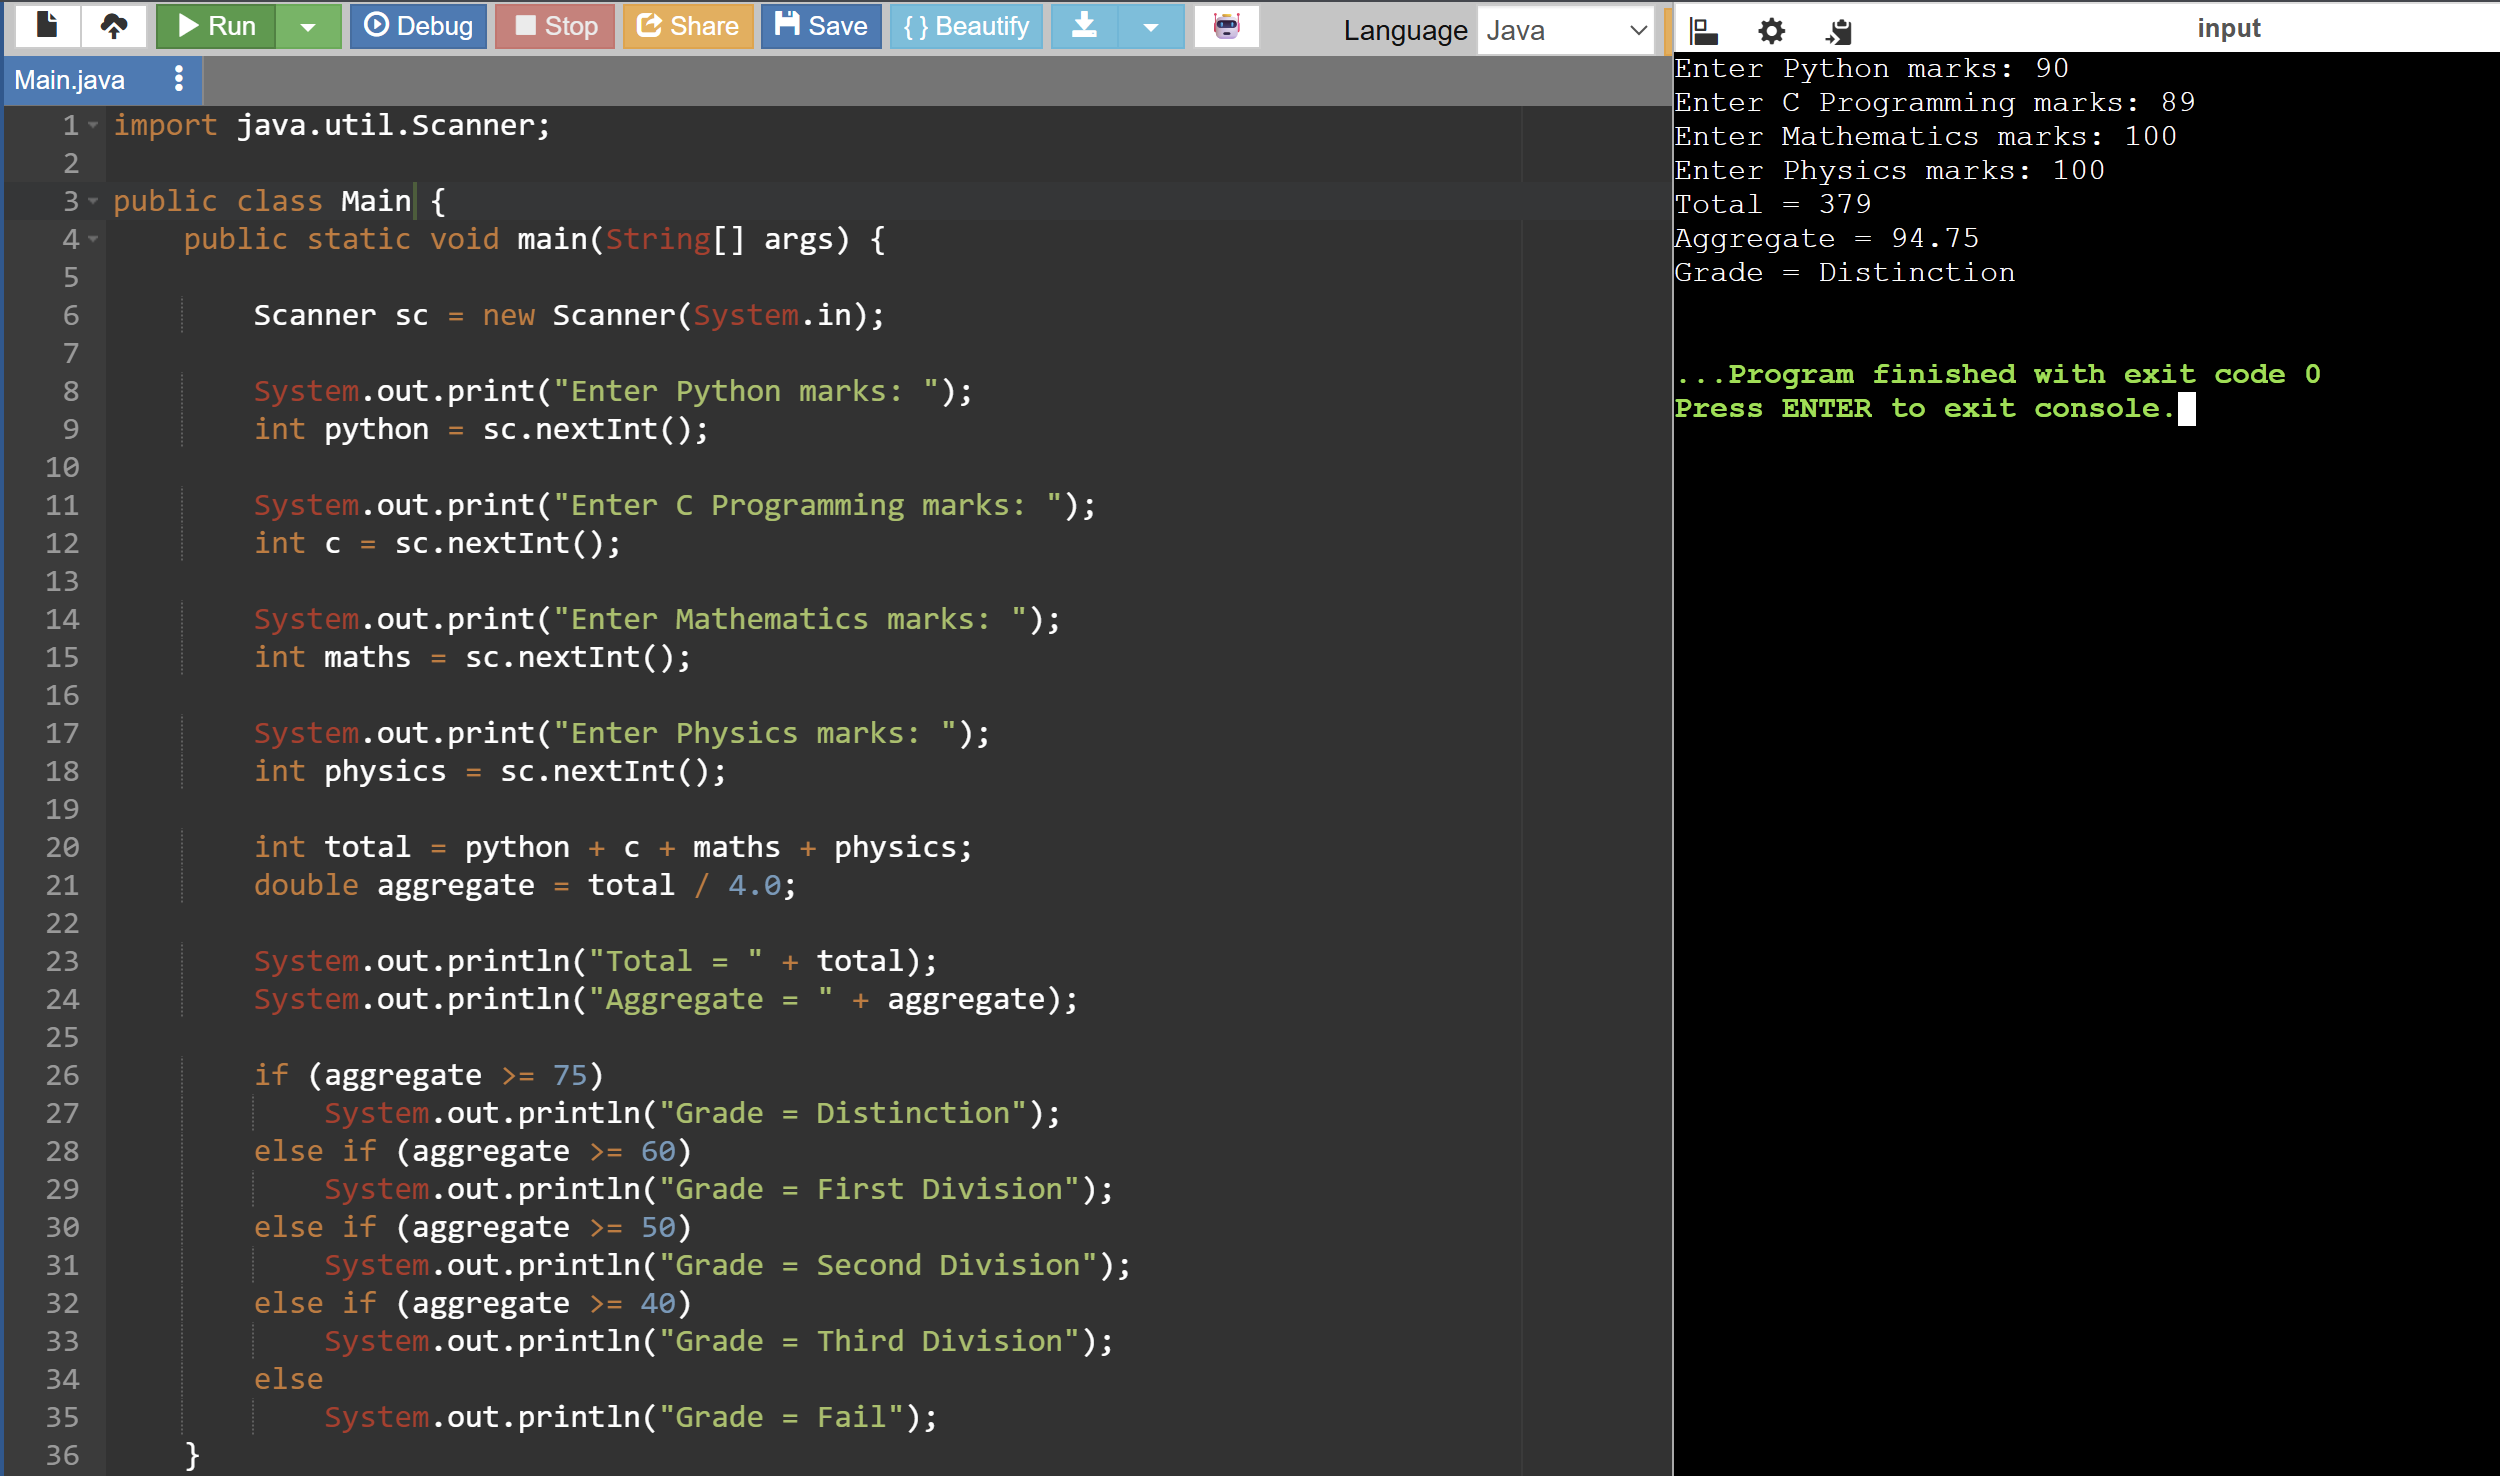 Run Debug Stop Share Save { } Beautify Language Java
Main.java
1 import java.util.Scanner;
2
3 public class Main {
4     public static void main(String[] args) {
5
6         Scanner sc = new Scanner(System.in);
7
8         System.out.print("Enter Python marks: ");
9         int python = sc.nextInt();
10
11         System.out.print("Enter C Programming marks: ");
12         int c = sc.nextInt();
13
14         System.out.print("Enter Mathematics marks: ");
15         int maths = sc.nextInt();
16
17         System.out.print("Enter Physics marks: ");
18         int physics = sc.nextInt();
19
20         int total = python + c + maths + physics;
21         double aggregate = total / 4.0;
22
23         System.out.println("Total = " + total);
24         System.out.println("Aggregate = " + aggregate);
25
26         if (aggregate >= 75)
27             System.out.println("Grade = Distinction");
28         else if (aggregate >= 60)
29             System.out.println("Grade = First Division");
30         else if (aggregate >= 50)
31             System.out.println("Grade = Second Division");
32         else if (aggregate >= 40)
33             System.out.println("Grade = Third Division");
34         else
35             System.out.println("Grade = Fail");
36     }
input
Enter Python marks: 90
Enter C Programming marks: 89
Enter Mathematics marks: 100
Enter Physics marks: 100
Total = 379
Aggregate = 94.75
Grade = Distinction
...Program finished with exit code 0
Press ENTER to exit console.